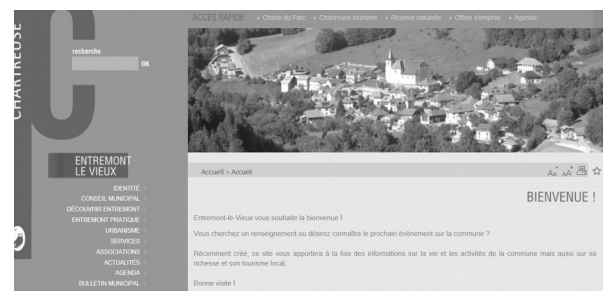 ACCÈS RAPIDE • Charte du Parc • Chartreuse tourisme • Réserve naturelle • Offres d'emplois • Agenda
CHARTREUSE
recherche
OK
ENTREMONT
LE VIEUX
IDENTITÉ
CONSEIL MUNICIPAL
DÉCOUVRIR ENTREMONT
ENTREMONT PRATIQUE
URBANISME
SERVICES
ASSOCIATIONS
ACTUALITÉS
AGENDA
BULLETIN MUNICIPAL
Accueil > Accueil
BIENVENUE !
Entremont-le-Vieux vous souhaite la bienvenue !
Vous cherchez un renseignement ou désirez connaître le prochain évènement sur la commune ?
Récemment créé, ce site vous apportera à la fois des informations sur la vie et les activités de la commune mais aussi sur sa
richesse et son tourisme local.
Bonne visite !